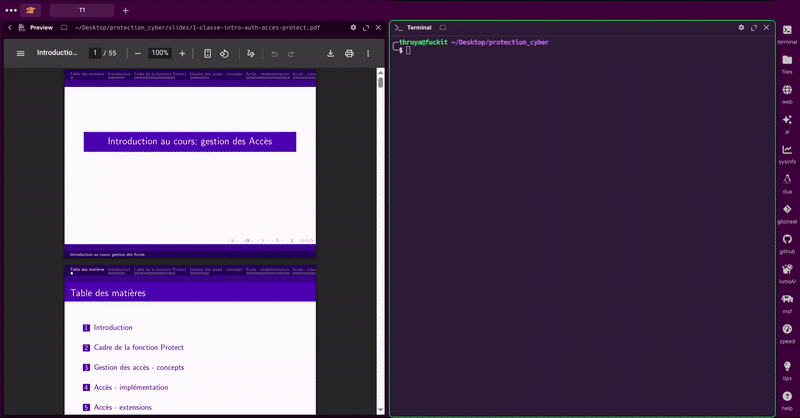 T1
Preview ~/Desktop/protection_cyber/slides/1-classe-intro-auth-acces-protect.pdf
Introductio... 1 / 55 100%
Table des matières Introduction Cadre de la fonction Protect Gestion des accès - concepts Accès - implémentation
Introduction au cours; gestion des Accès
Introduction au cours; gestion des Accès
Table des matières Introduction Cadre de la fonction Protect Gestion des accès - concepts Accès - implémentation
Table des matières
1 Introduction
2 Cadre de la fonction Protect
3 Gestion des accès - concepts
4 Accès - implémentation
5 Accès - extensions
Terminal
thruya@fuckit ~/Desktop/protection_cyber
$
terminal
files
web
ai
sysinfo
dua
gitcheat
github
lumoAI
msf
speed
tips
help